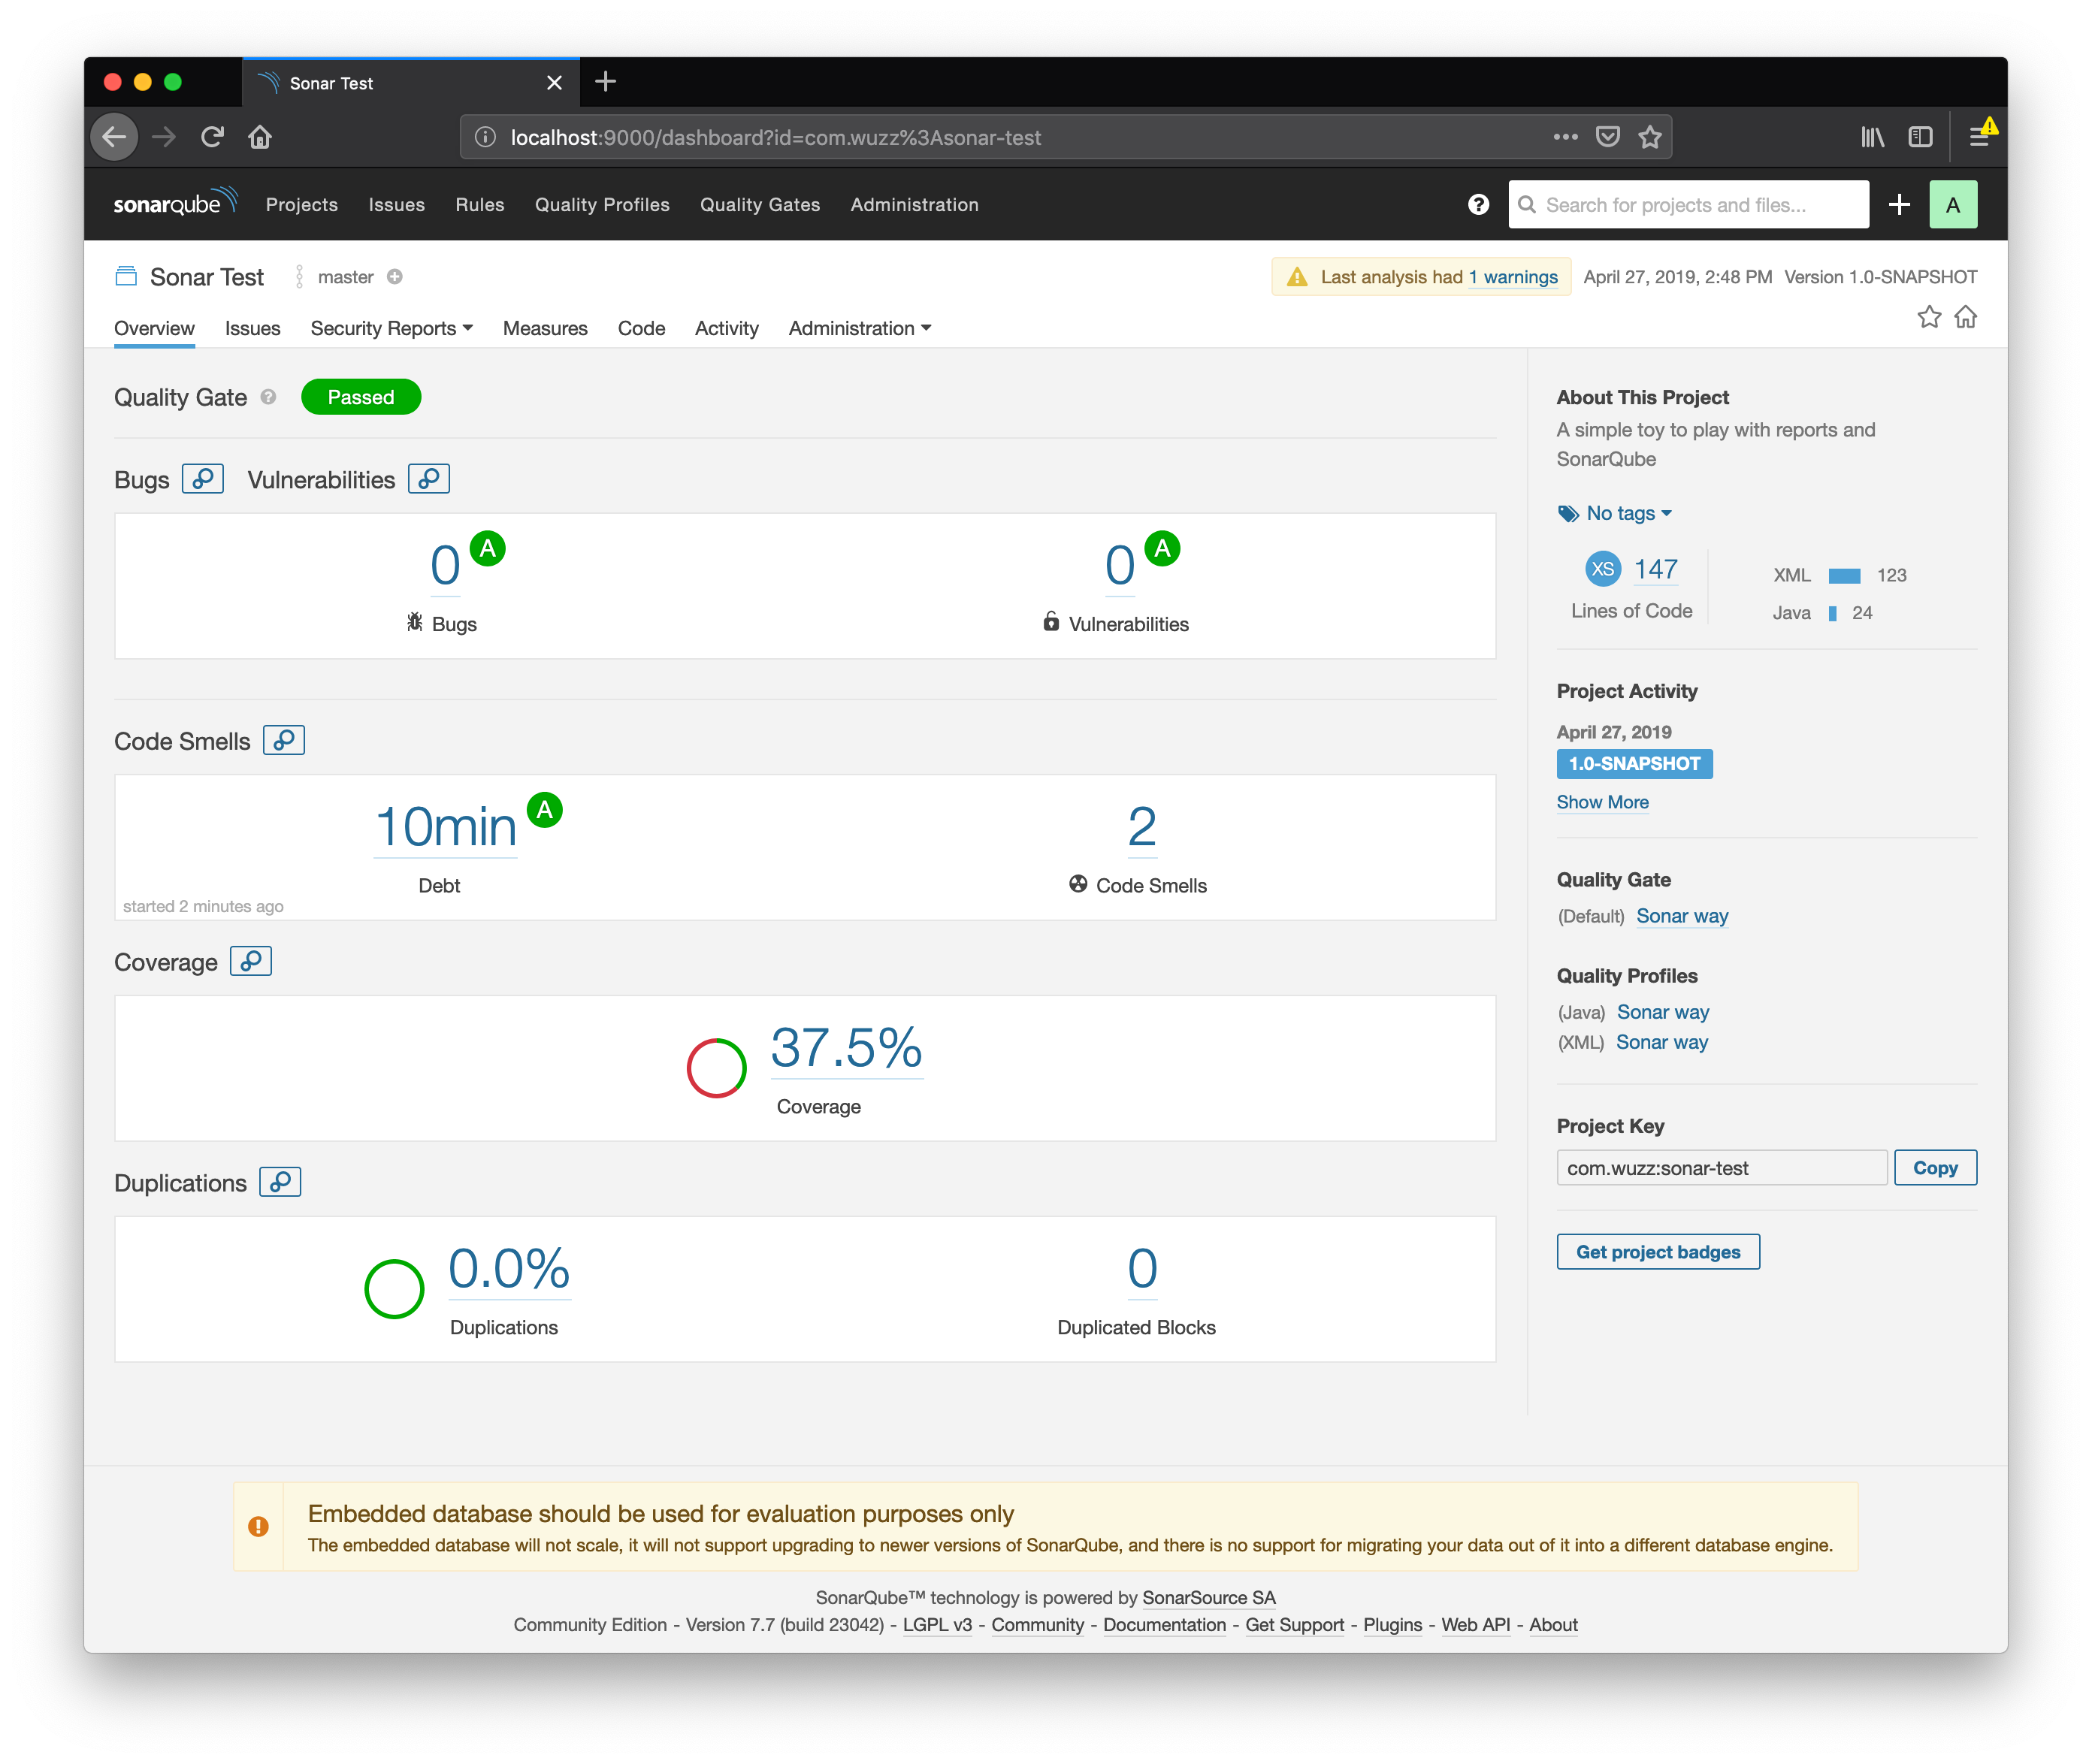 Sonar Test
localhost:9000/dashboard?id=com.wuzz%3Asonar-test
sonarqube Projects Issues Rules Quality Profiles Quality Gates Administration Search for projects and files... A
Sonar Test master Last analysis had 1 warnings April 27, 2019, 2:48 PM Version 1.0-SNAPSHOT
Overview Issues Security Reports Measures Code Activity Administration
Quality Gate Passed
Bugs Vulnerabilities
0 A
Bugs
0 A
Vulnerabilities
Code Smells
10min A
Debt
started 2 minutes ago
2
Code Smells
Coverage
37.5%
Coverage
Duplications
0.0%
Duplications
0
Duplicated Blocks
About This Project
A simple toy to play with reports and
SonarQube
No tags
XS 147
Lines of Code
XML 123
Java 24
Project Activity
April 27, 2019
1.0-SNAPSHOT
Show More
Quality Gate
(Default) Sonar way
Quality Profiles
(Java) Sonar way
(XML) Sonar way
Project Key
com.wuzz:sonar-test Copy
Get project badges
Embedded database should be used for evaluation purposes only
The embedded database will not scale, it will not support upgrading to newer versions of SonarQube, and there is no support for migrating your data out of it into a different database engine.
SonarQube™ technology is powered by SonarSource SA
Community Edition - Version 7.7 (build 23042) - LGPL v3 - Community - Documentation - Get Support - Plugins - Web API - About